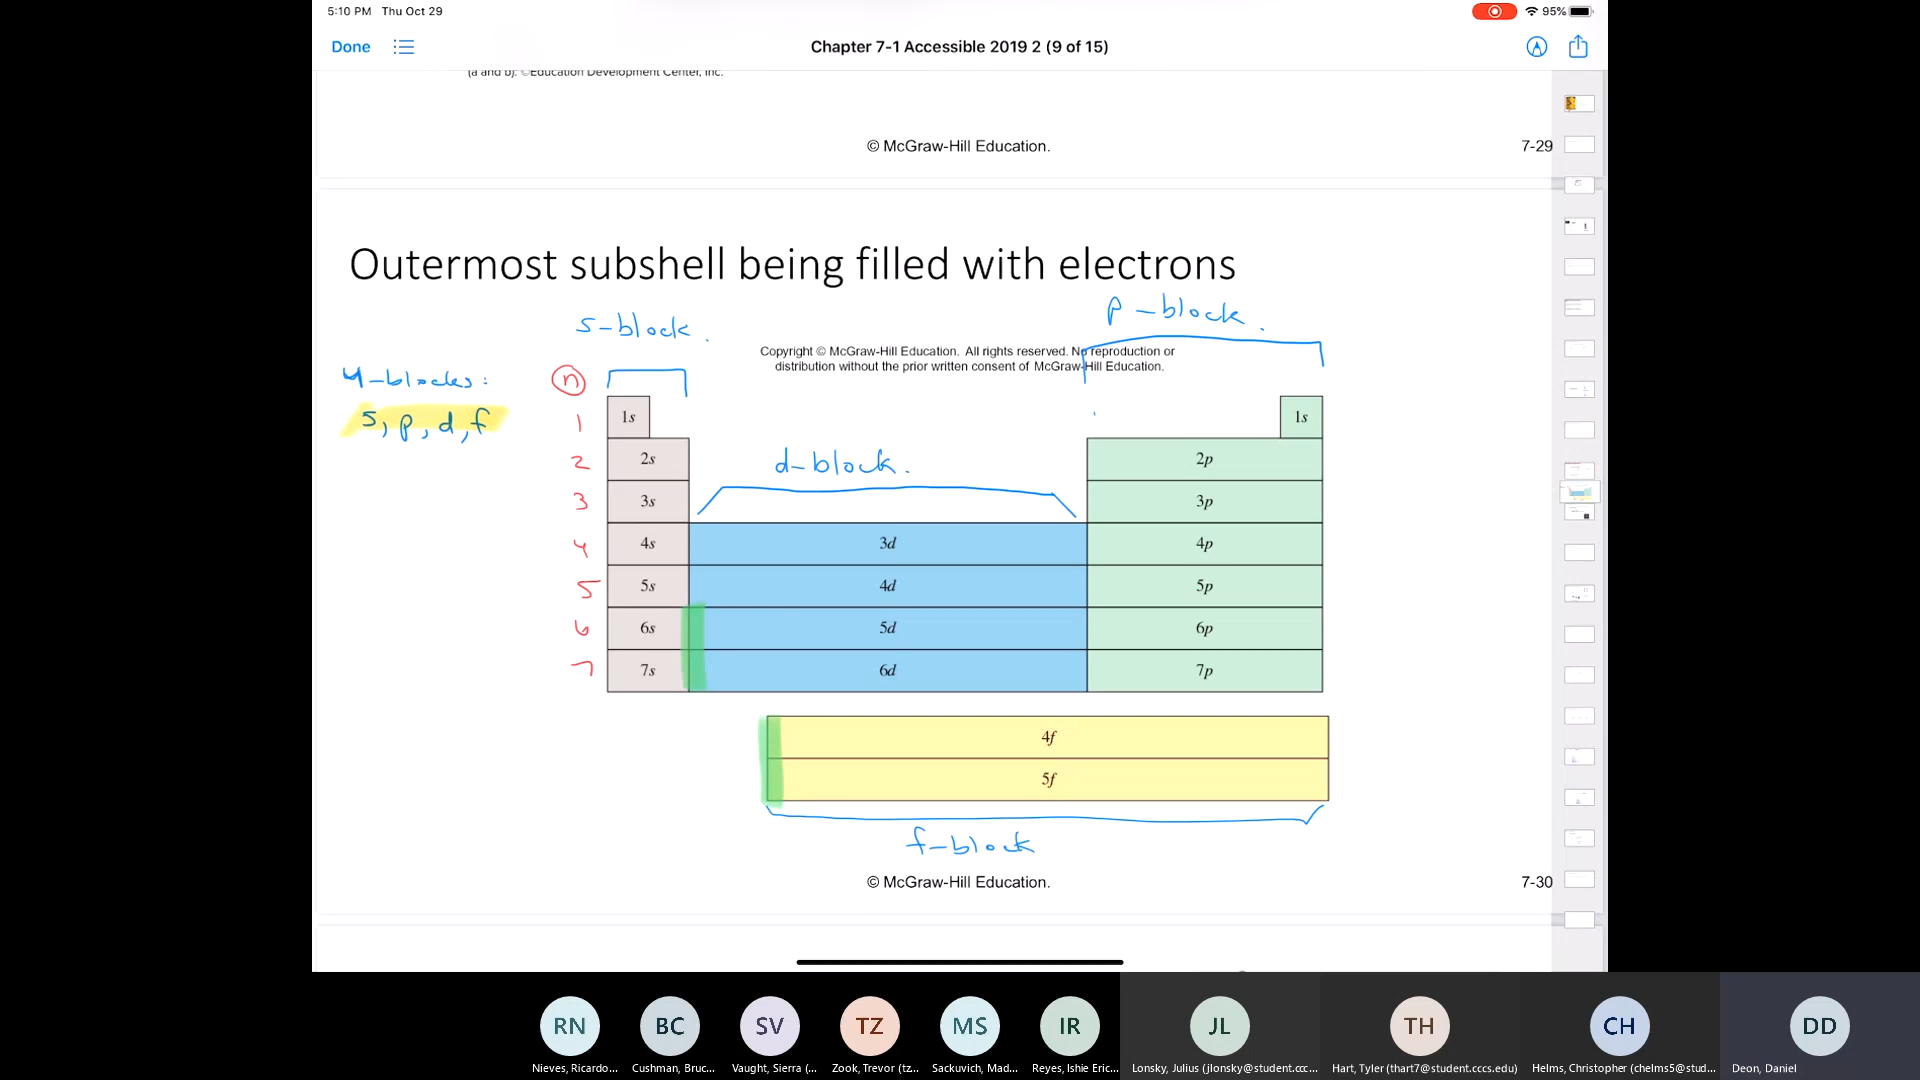 5:10 PM Thu Oct 29
95%
Done
Chapter 7-1 Accessible 2019 2 (9 of 15)
(a and b): ©Education Development Center, Inc.
© McGraw-Hill Education.
7-29
Outermost subshell being filled with electrons
s-block.
p-block.
Copyright © McGraw-Hill Education. All rights reserved. No reproduction or
distribution without the prior written consent of McGraw-Hill Education.
4-blocks:
s, p, d, f
n
1 1s 1s
d-block.
2 2s 2p
3 3s 3p
4 4s 3d 4p
5 5s 4d 5p
6 6s 5d 6p
7 7s 6d 7p
4f
5f
f-block
© McGraw-Hill Education.
7-30
RN BC SV TZ MS IR JL TH CH DD
Nieves, Ricardo... Cushman, Bruc... Vaught, Sierra (... Zook, Trevor (tz... Sackuvich, Mad... Reyes, Ishie Eric... Lonsky, Julius (jlonsky@student.ccc... Hart, Tyler (thart7@student.cccs.edu) Helms, Christopher (chelms5@stud... Deon, Daniel